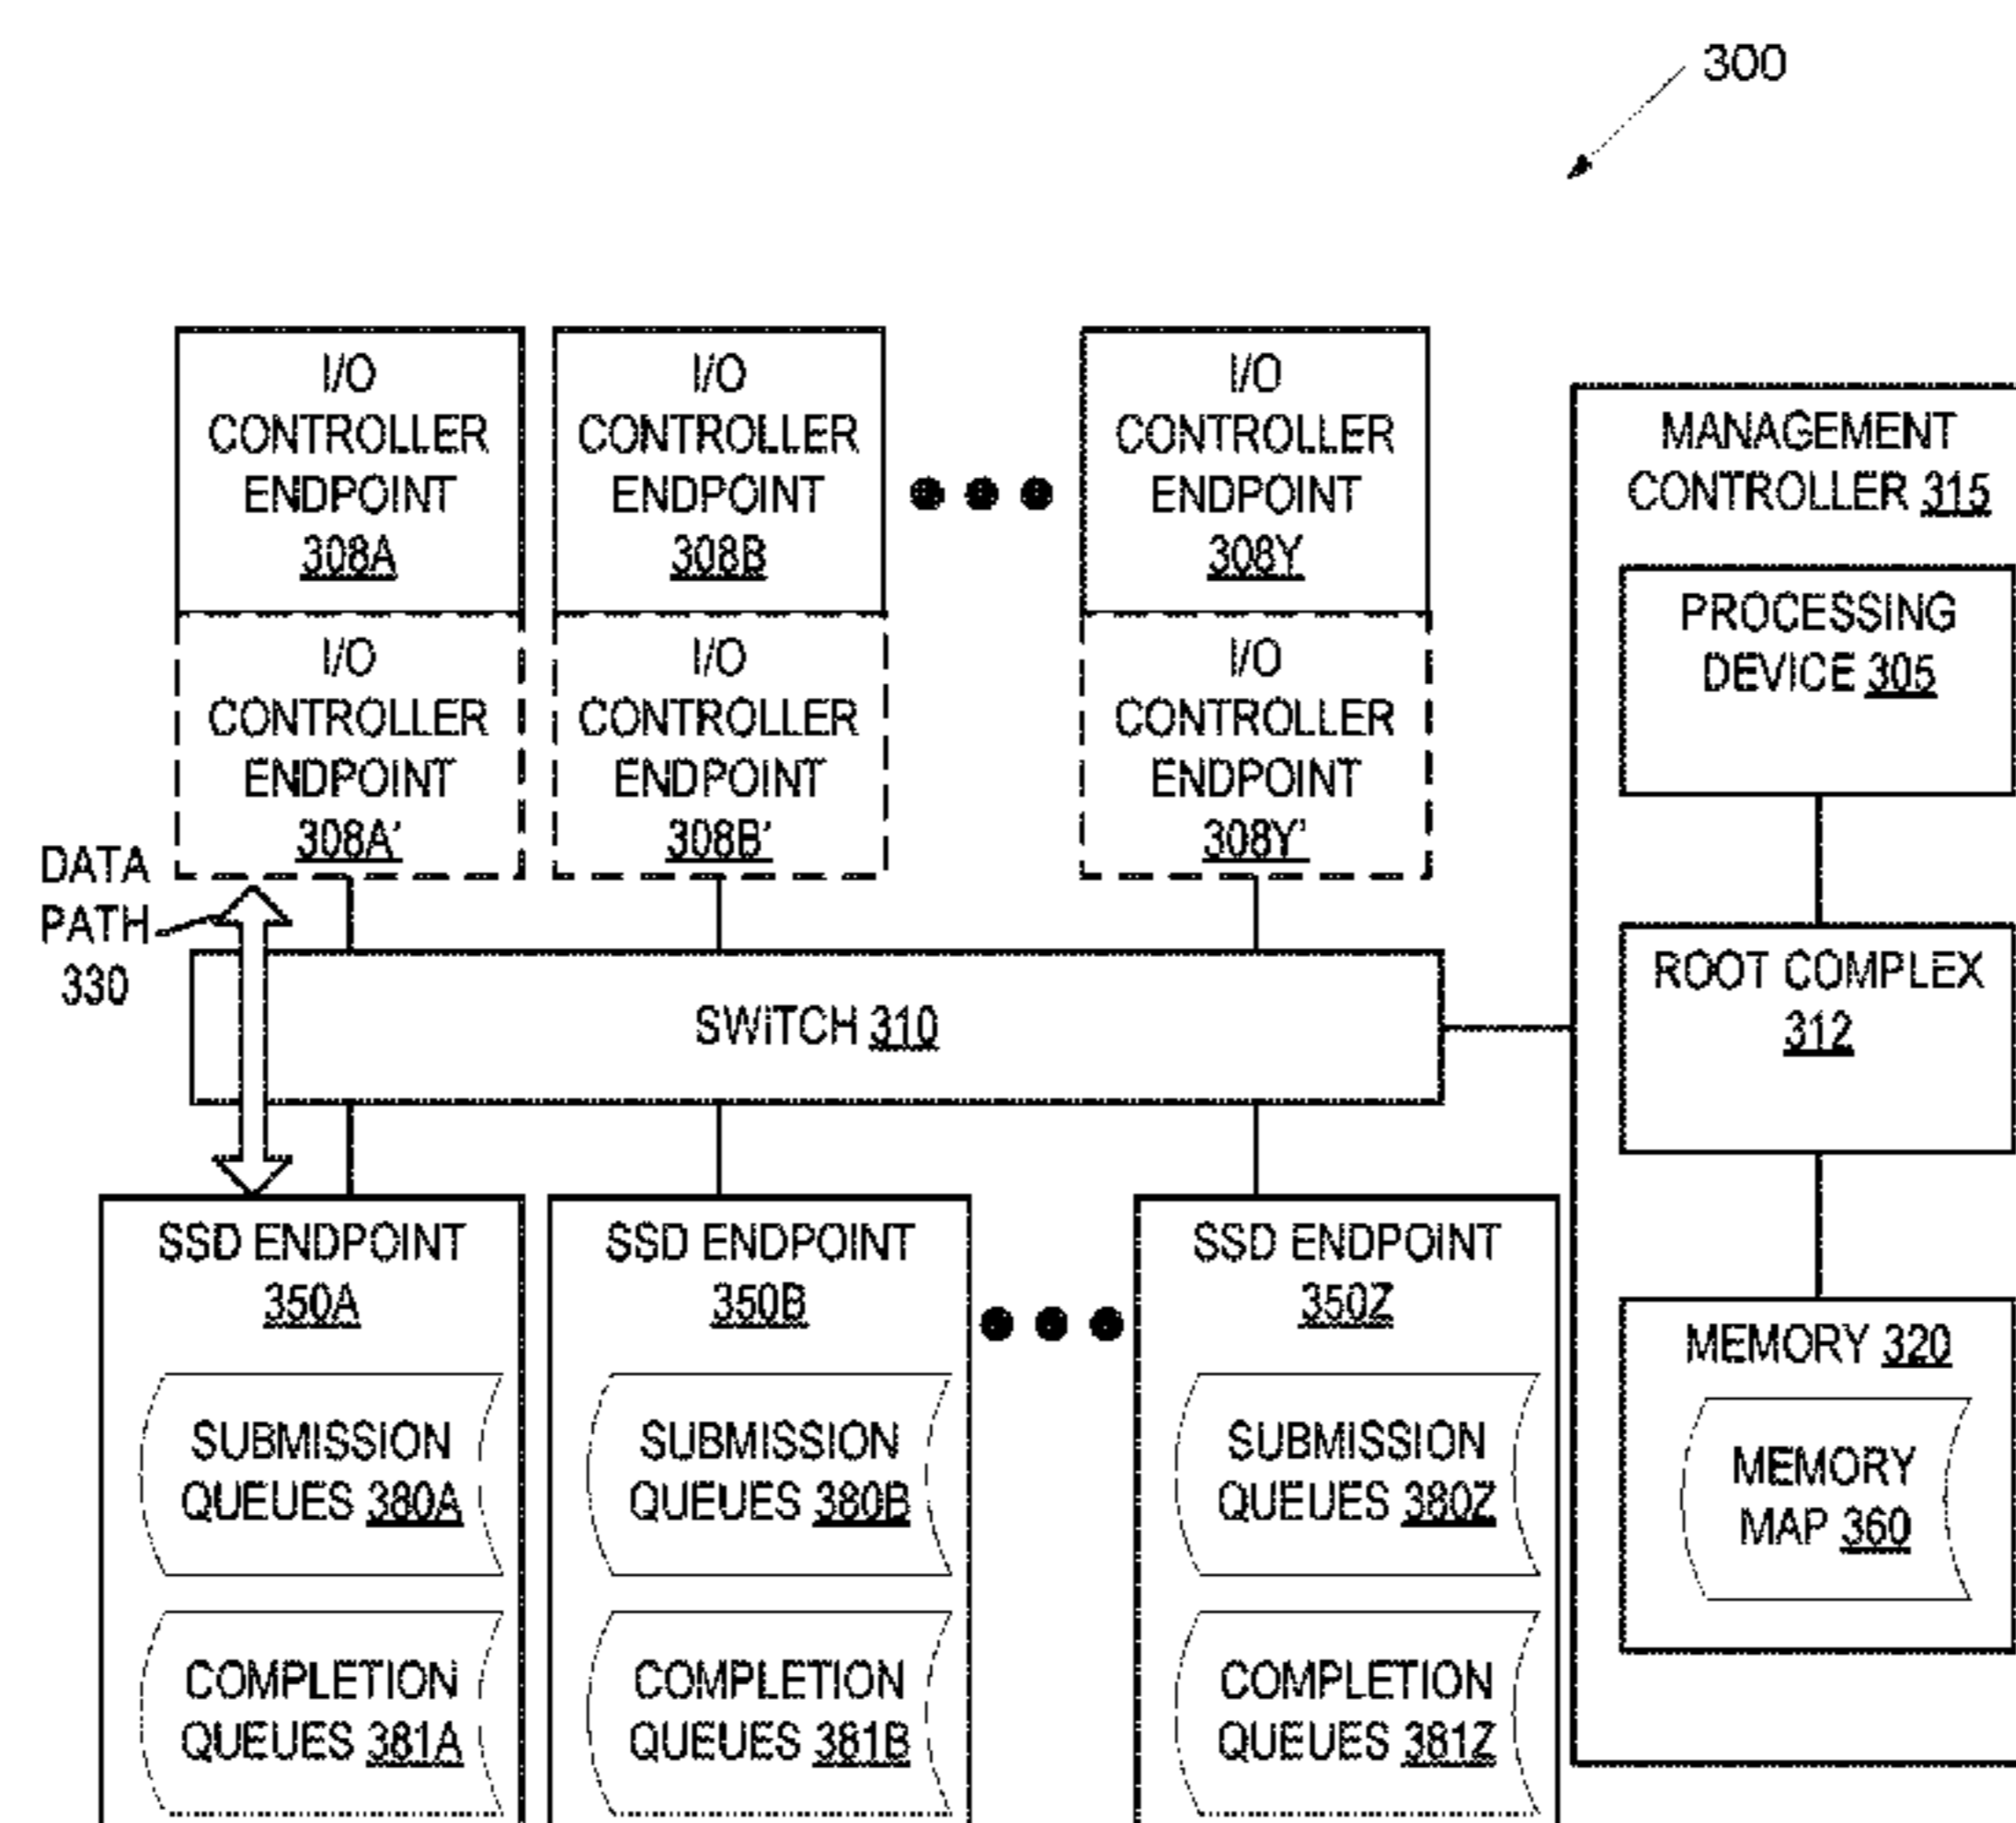 300
I/O
CONTROLLER
ENDPOINT
308A
I/O
CONTROLLER
ENDPOINT
308B
I/O
CONTROLLER
ENDPOINT
308Y
I/O
CONTROLLER
ENDPOINT
308A'
I/O
CONTROLLER
ENDPOINT
308B'
I/O
CONTROLLER
ENDPOINT
308Y'
DATA
PATH
330
SWITCH 310
SSD ENDPOINT
350A
SUBMISSION
QUEUES 380A
COMPLETION
QUEUES 381A
SSD ENDPOINT
350B
SUBMISSION
QUEUES 380B
COMPLETION
QUEUES 381B
SSD ENDPOINT
350Z
SUBMISSION
QUEUES 380Z
COMPLETION
QUEUES 381Z
MANAGEMENT
CONTROLLER 315
PROCESSING
DEVICE 305
ROOT COMPLEX
312
MEMORY 320
MEMORY
MAP 360